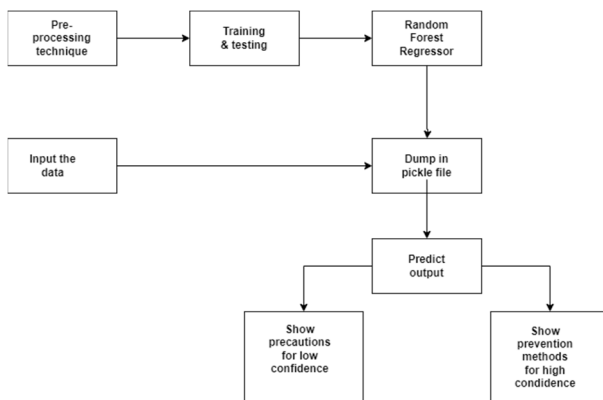 Pre-
processing
technique
Training
& testing
Random
Forest
Regressor
Input the
data
Dump in
pickle file
Predict
output
Show
precautions
for low
confidence
Show
prevention
methods
for high
condidence